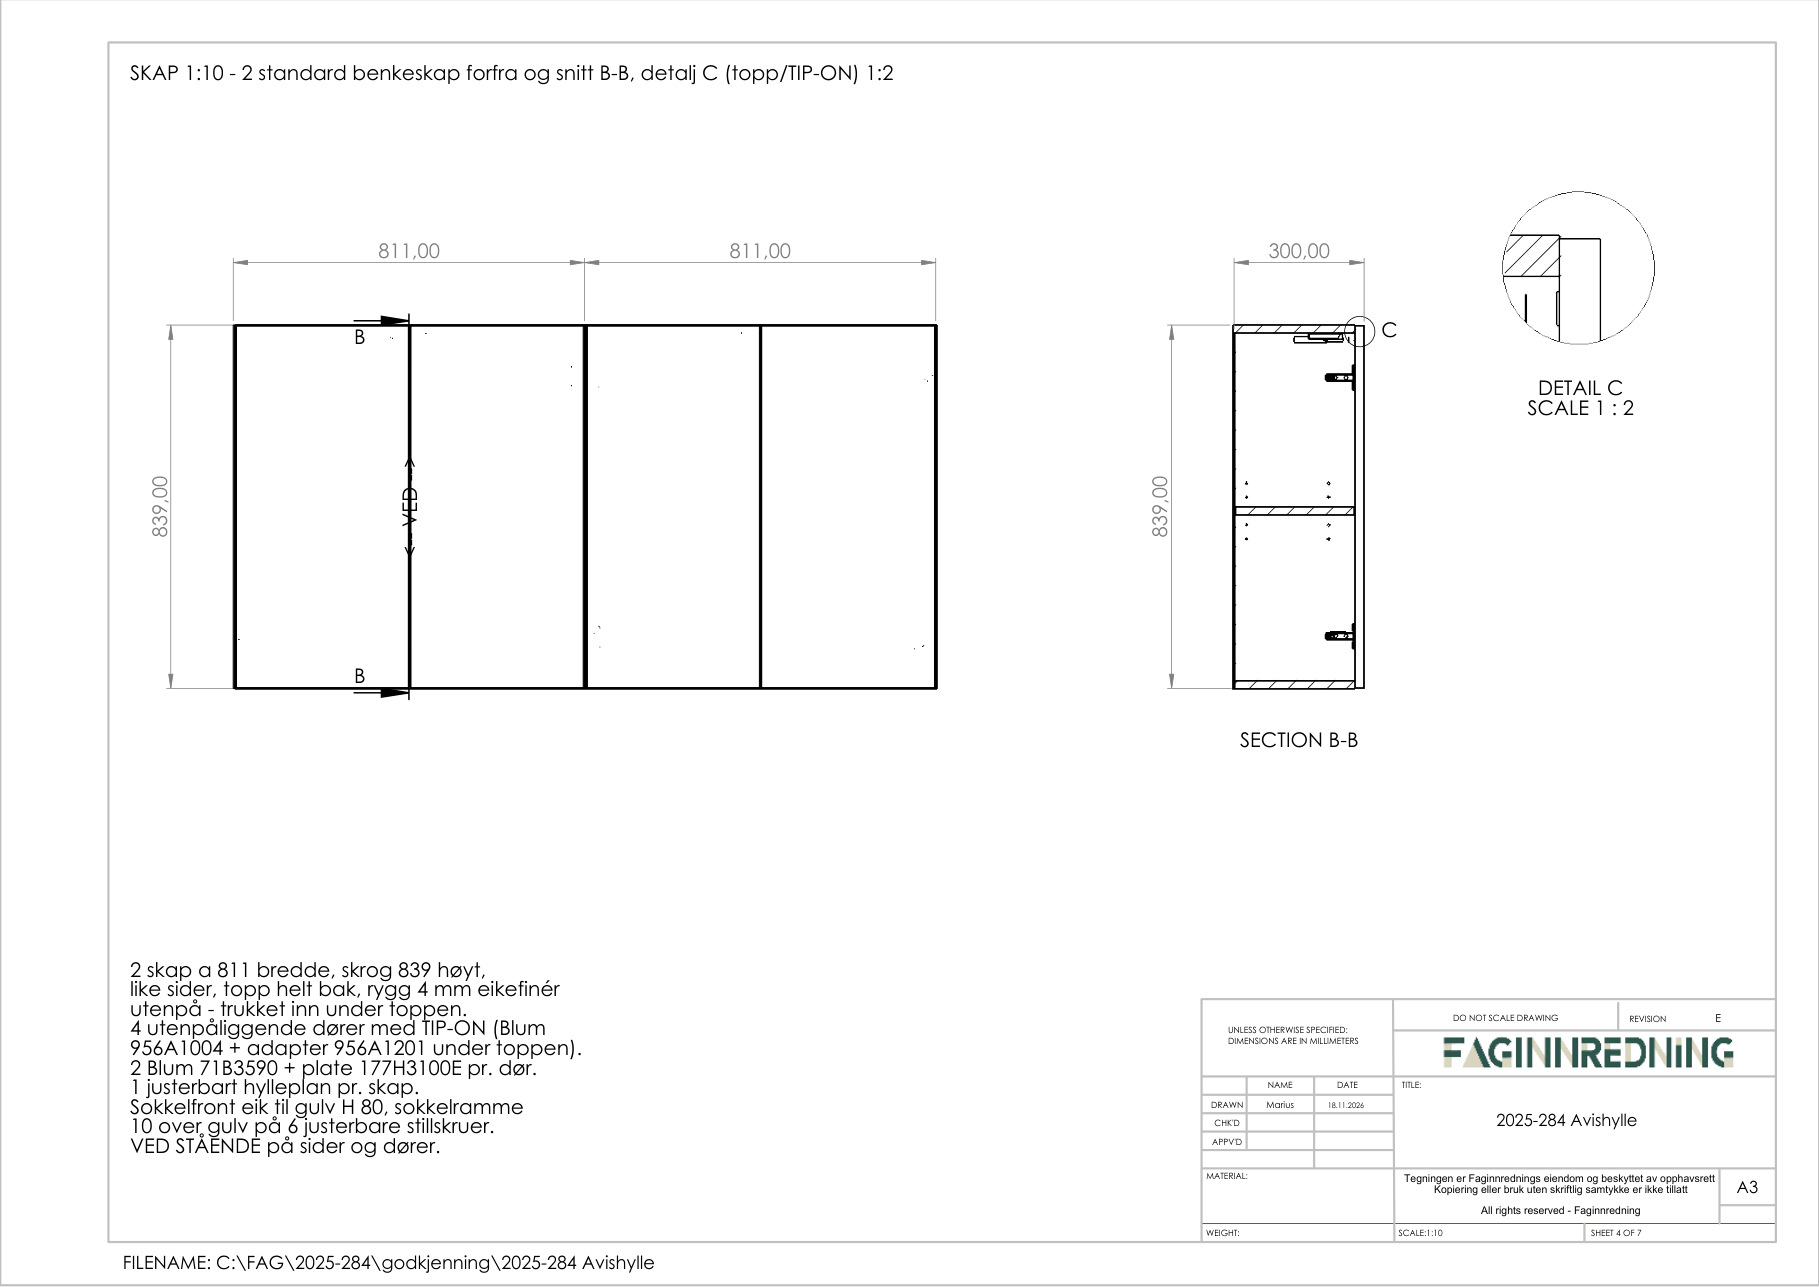 SKAP 1:10 - 2 standard benkeskap forfra og snitt B-B, detalj C (topp/TIP-ON) 1:2
811,00
811,00
300,00
B
C
839,00
<-- VED -->
839,00
B
DETAIL C
SCALE 1 : 2
SECTION B-B
2 skap a 811 bredde, skrog 839 høyt,
like sider, topp helt bak, rygg 4 mm eikefinér
utenpå - trukket inn under toppen.
4 utenpåliggende dører med TIP-ON (Blum
956A1004 + adapter 956A1201 under toppen).
2 Blum 71B3590 + plate 177H3100E pr. dør.
1 justerbart hylleplan pr. skap.
Sokkelfront eik til gulv H 80, sokkelramme
10 over gulv på 6 justerbare stillskruer.
VED STÅENDE på sider og dører.
UNLESS OTHERWISE SPECIFIED:
DIMENSIONS ARE IN MILLIMETERS
DO NOT SCALE DRAWING
REVISION E
FAGINNREDNING
NAME DATE
DRAWN Marius 18.11.2026
CHK'D
APPV'D
TITLE:
2025-284 Avishylle
MATERIAL:
Tegningen er Faginnrednings eiendom og beskyttet av opphavsrett
Kopiering eller bruk uten skriftlig samtykke er ikke tillatt
All rights reserved - Faginnredning
A3
WEIGHT:
SCALE:1:10
SHEET 4 OF 7
FILENAME: C:\FAG\2025-284\godkjenning\2025-284 Avishylle